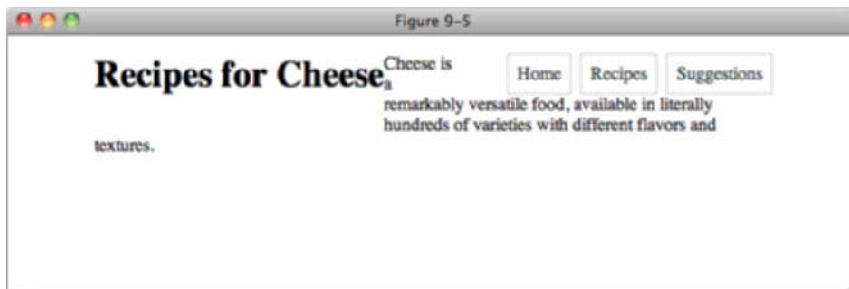 Figure 9-5
Recipes for Cheese
Cheese is
a
Home Recipes Suggestions
remarkably versatile food, available in literally
hundreds of varieties with different flavors and
textures.